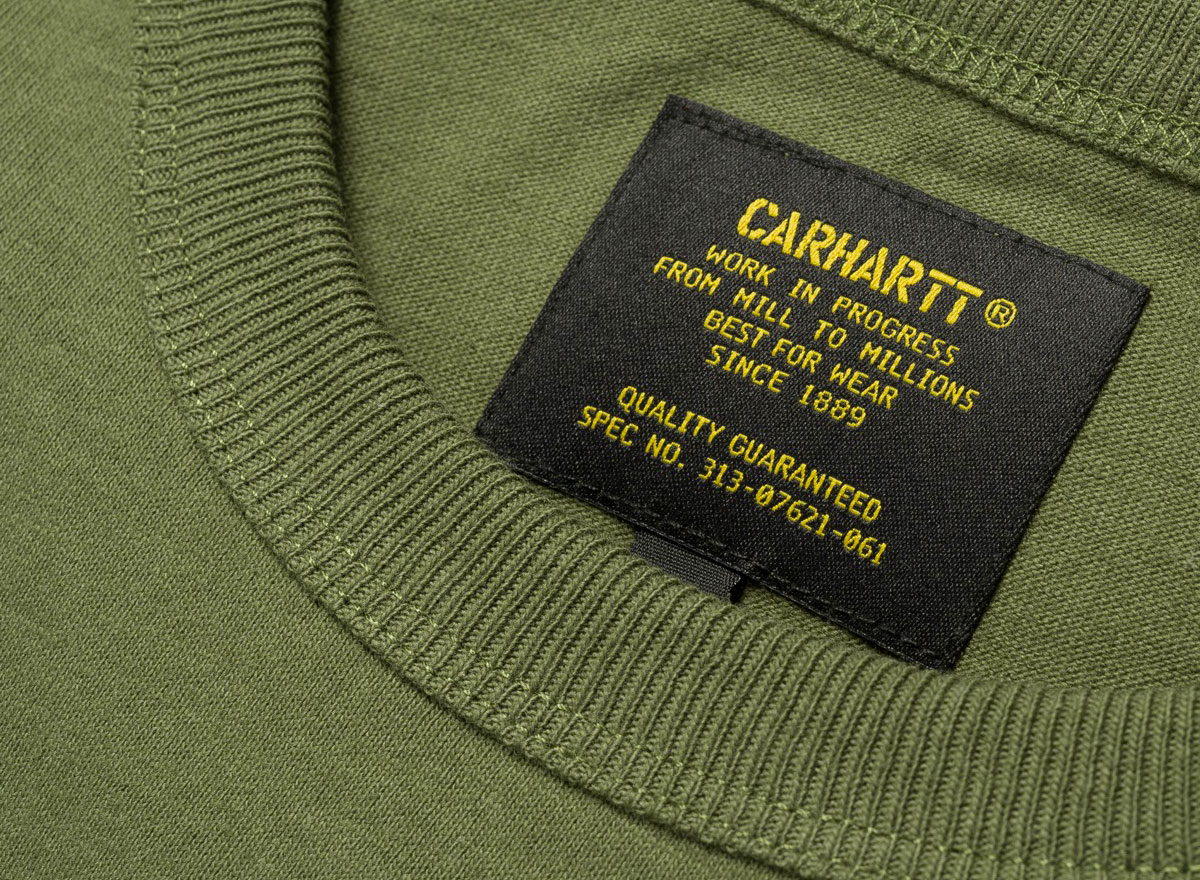 CARHARTT®
WORK IN PROGRESS
FROM MILL TO MILLIONS
BEST FOR WEAR
SINCE 1889
QUALITY GUARANTEED
SPEC NO. 313-07621-061